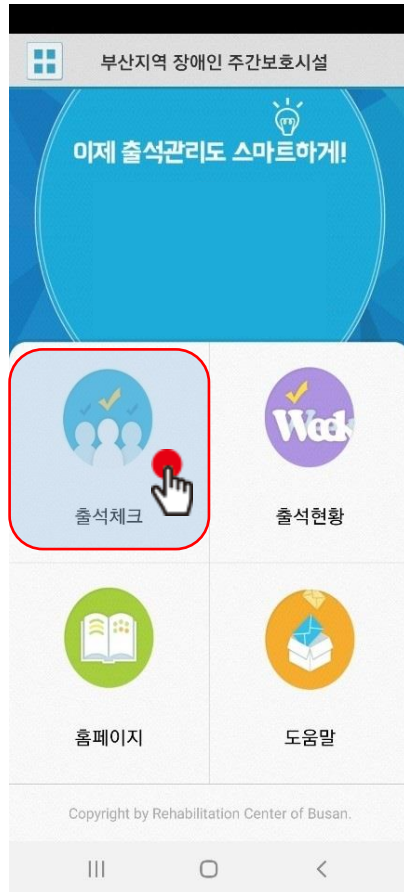 부산지역 장애인 주간보호시설
이제 출석관리도 스마트하게!
Week
출석체크
출석현황
홈페이지
도움말
Copyright by Rehabilitation Center of Busan.